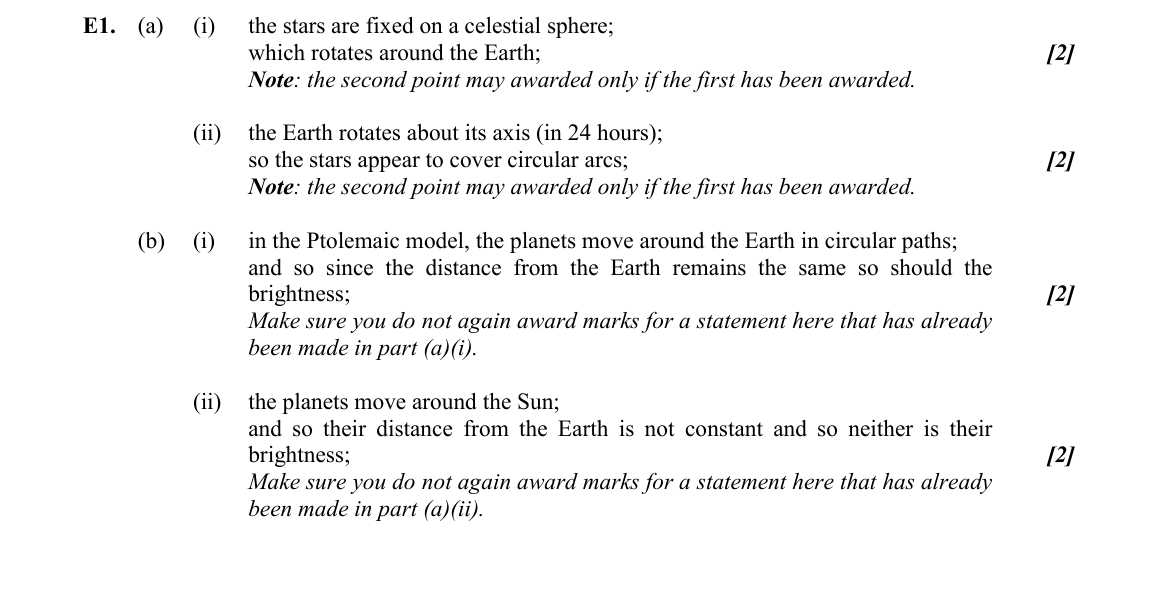 E1. (a) (i) the stars are fixed on a celestial sphere;
which rotates around the Earth; [2]
Note: the second point may awarded only if the first has been awarded.
(ii) the Earth rotates about its axis (in 24 hours);
so the stars appear to cover circular arcs; [2]
Note: the second point may awarded only if the first has been awarded.
(b) (i) in the Ptolemaic model, the planets move around the Earth in circular paths;
and so since the distance from the Earth remains the same so should the
brightness; [2]
Make sure you do not again award marks for a statement here that has already
been made in part (a)(i).
(ii) the planets move around the Sun;
and so their distance from the Earth is not constant and so neither is their
brightness; [2]
Make sure you do not again award marks for a statement here that has already
been made in part (a)(ii).